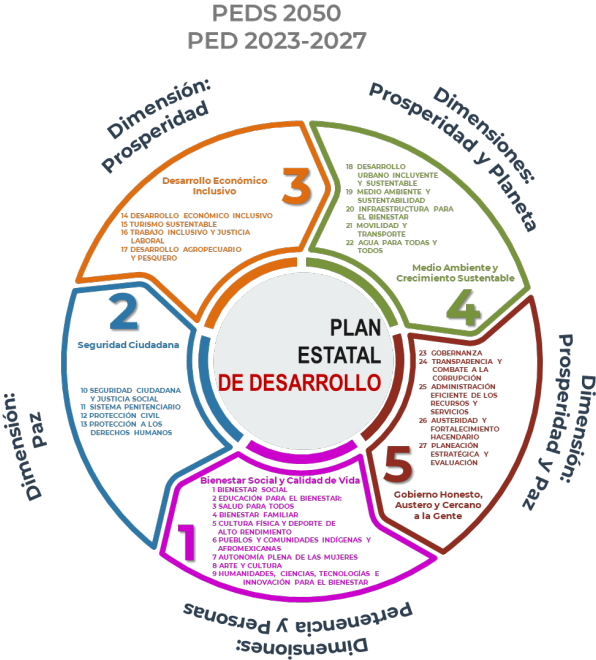 PEDS 2050
PED 2023-2027
Dimensión:
Prosperidad
Dimensiones:
Prosperidad y Planeta
Desarrollo Económico
Inclusivo
3
14 DESARROLLO ECONÓMICO INCLUSIVO
15 TURISMO SUSTENTABLE
16 TRABAJO INCLUSIVO Y JUSTICIA
LABORAL
17 DESARROLLO AGROPECUARIO
Y PESQUERO
18 DESARROLLO
URBANO INCLUYENTE
Y SUSTENTABLE
19 MEDIO AMBIENTE Y
SUSTENTABILIDAD
20 INFRAESTRUCTURA PARA
EL BIENESTAR
21 MOVILIDAD Y
TRANSPORTE
22 AGUA PARA TODAS Y
TODOS
Medio Ambiente y
Crecimiento Sustentable
4
2
Seguridad Ciudadana
10 SEGURIDAD CIUDADANA
Y JUSTICIA SOCIAL
11 SISTEMA PENITENCIARIO
12 PROTECCIÓN CIVIL
13 PROTECCIÓN A LOS
DERECHOS HUMANOS
Dimensión:
Paz
PLAN
ESTATAL
DE DESARROLLO
23 GOBERNANZA
24 TRANSPARENCIA Y
COMBATE A LA
CORRUPCIÓN
25 ADMINISTRACIÓN
EFICIENTE DE LOS
RECURSOS Y
SERVICIOS
26 AUSTERIDAD Y
FORTALECIMIENTO
HACENDARIO
27 PLANEACIÓN
ESTRATÉGICA Y
EVALUACIÓN
5
Gobierno Honesto,
Austero y Cercano
a la Gente
Dimensión:
Prosperidad y Paz
Bienestar Social y Calidad de Vida
1
1 BIENESTAR SOCIAL
2 EDUCACIÓN PARA EL BIENESTAR:
3 SALUD PARA TODOS
4 BIENESTAR FAMILIAR
5 CULTURA FÍSICA Y DEPORTE DE
ALTO RENDIMIENTO
6 PUEBLOS Y COMUNIDADES INDÍGENAS Y
AFROMEXICANAS
7 AUTONOMÍA PLENA DE LAS MUJERES
8 ARTE Y CULTURA
9 HUMANIDADES, CIENCIAS, TECNOLOGÍAS E
INNOVACIÓN PARA EL BIENESTAR
Dimensiones:
Pertenencia y Personas